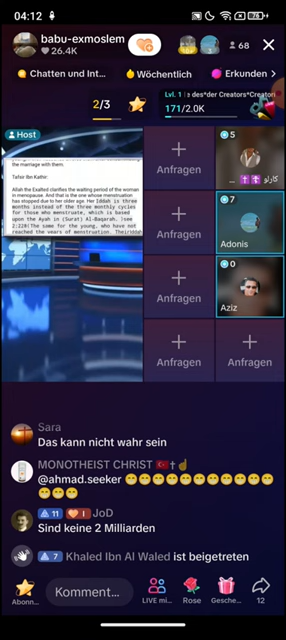 04:12
76
babu-exmoslem
26.4K
68
Chatten und Int...
Wöchentlich
Erkunden
2/3
Lvl. 1
e des*der Creators*Creator
171/2.0K
Host
the marriage with them.
Tafsir Ibn Kathir:
Allah the Exalted clarifies the waiting period of the woman
in menopause. And that is the one whose menstruation
has stopped due to her older age. Her Iddah is three
months instead of the three monthly cycles
for those who menstruate, which is based
upon the Ayah in (Surat) Al-Baqarah. [see
2:228]The same for the young, who have not
reached the years of menstruation. Their
Anfragen
5
كارلو
Anfragen
7
Adonis
Anfragen
0
Aziz
Anfragen
Anfragen
Sara
Das kann nicht wahr sein
MONOTHEIST CHRIST 🇹🇷✝☝
@ahmad.seeker 😁😁😁😁😁😁😁😁😁😁
😁😁😁
11
I
JoD
Sind keine 2 Milliarden
7
Khaled Ibn Al Waled ist beigetreten
Kommentie...
Abonn...
LIVE mi...
Rose
Gesche...
12